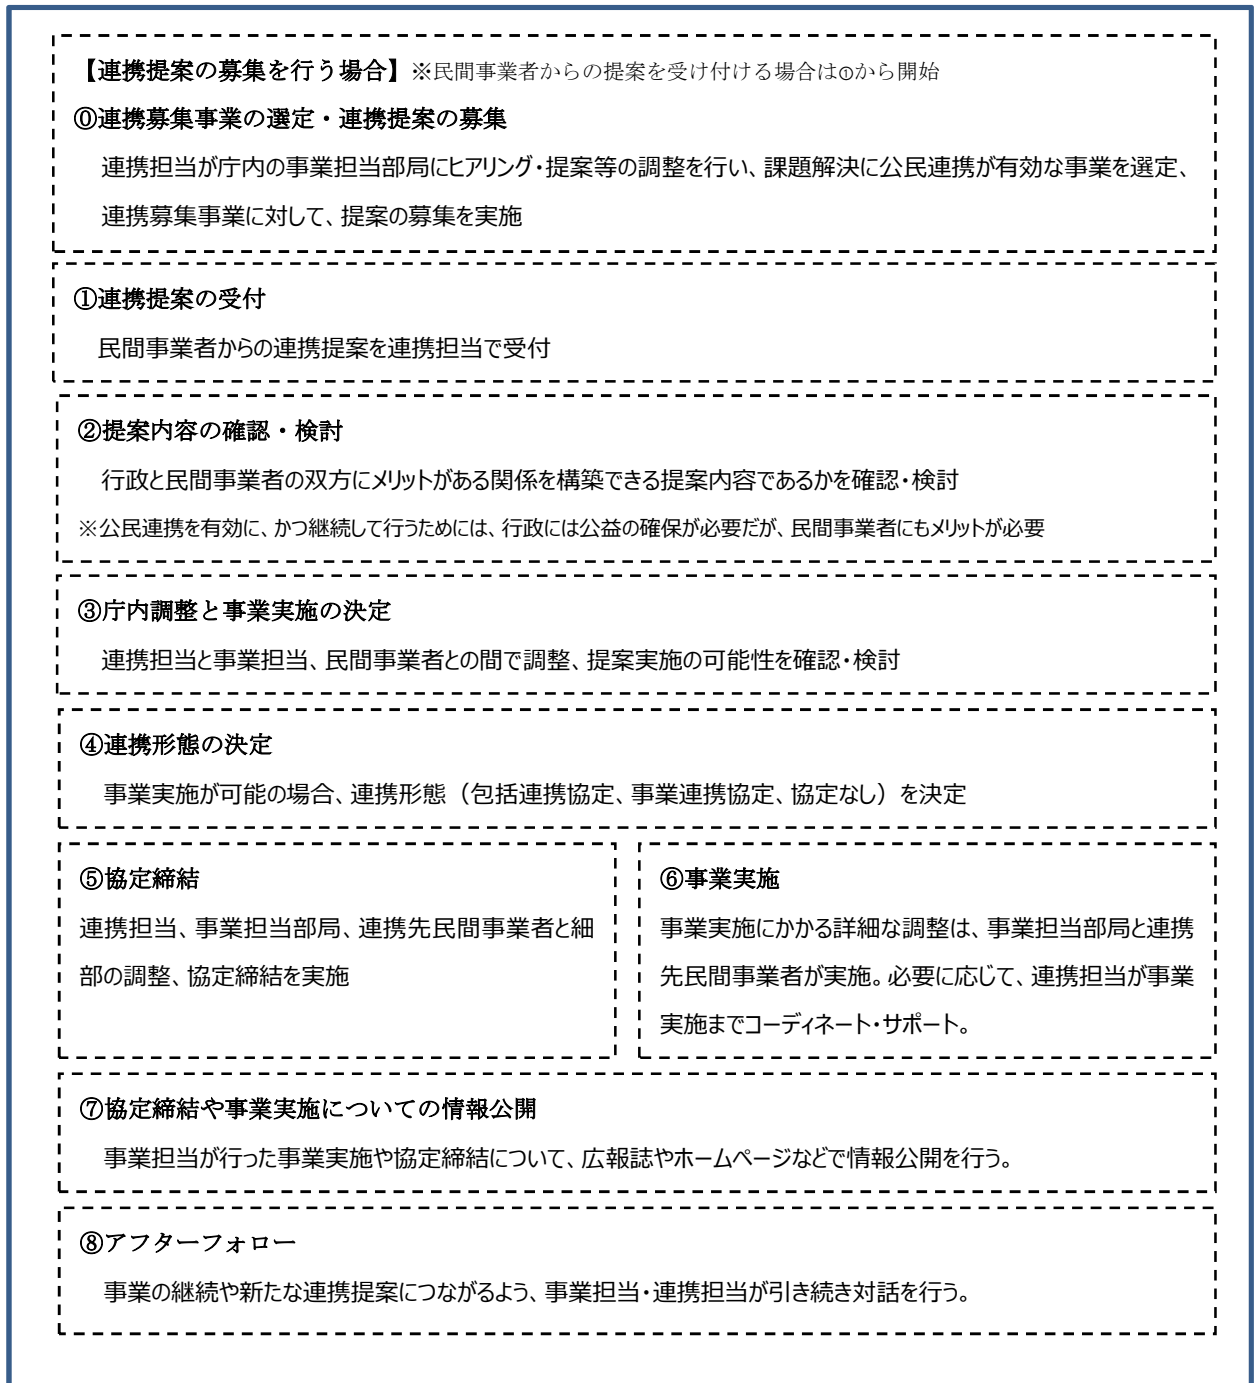 【連携提案の募集を行う場合】※民間事業者からの提案を受け付ける場合は①から開始
⓪連携募集事業の選定・連携提案の募集
連携担当が庁内の事業担当部局にヒアリング・提案等の調整を行い、課題解決に公民連携が有効な事業を選定、
連携募集事業に対して、提案の募集を実施
①連携提案の受付
民間事業者からの連携提案を連携担当で受付
②提案内容の確認・検討
行政と民間事業者の双方にメリットがある関係を構築できる提案内容であるかを確認・検討
※公民連携を有効に、かつ継続して行うためには、行政には公益の確保が必要だが、民間事業者にもメリットが必要
③庁内調整と事業実施の決定
連携担当と事業担当、民間事業者との間で調整、提案実施の可能性を確認・検討
④連携形態の決定
事業実施が可能の場合、連携形態（包括連携協定、事業連携協定、協定なし）を決定
⑤協定締結
連携担当、事業担当部局、連携先民間事業者と細
部の調整、協定締結を実施
⑥事業実施
事業実施にかかる詳細な調整は、事業担当部局と連携
先民間事業者が実施。必要に応じて、連携担当が事業
実施までコーディネート・サポート。
⑦協定締結や事業実施についての情報公開
事業担当が行った事業実施や協定締結について、広報誌やホームページなどで情報公開を行う。
⑧アフターフォロー
事業の継続や新たな連携提案につながるよう、事業担当・連携担当が引き続き対話を行う。